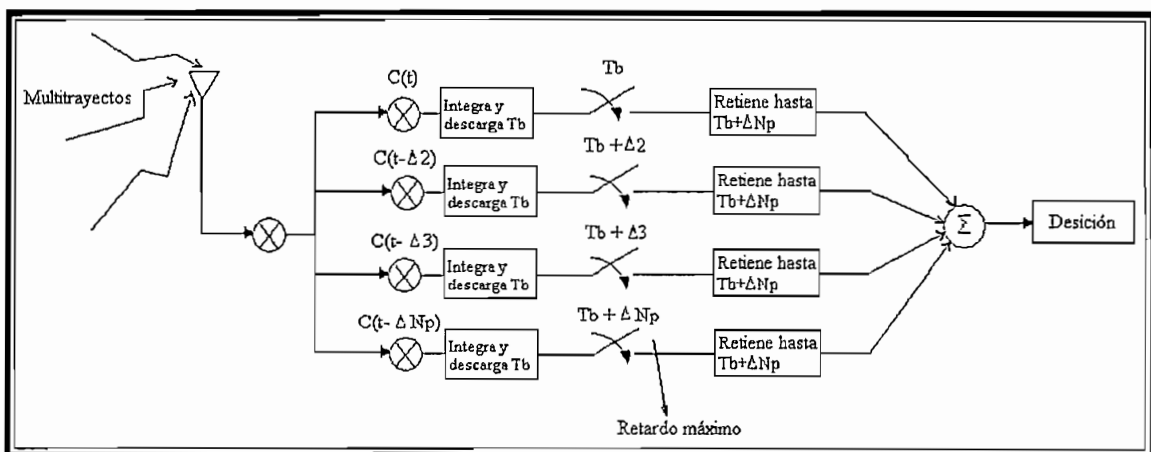 Multitrayectos
C(t)
Integra y
descarga Tb
Tb
Retiene hasta
Tb+ΔNp
C(t-Δ2)
Integra y
descarga Tb
Tb + Δ2
Retiene hasta
Tb+ΔNp
C(t- Δ3)
Integra y
descarga Tb
Tb + Δ3
Retiene hasta
Tb+ΔNp
C(t- ΔNp)
Integra y
descarga Tb
Tb + ΔNp
Retiene hasta
Tb+ΔNp
Σ
Desición
Retardo máximo